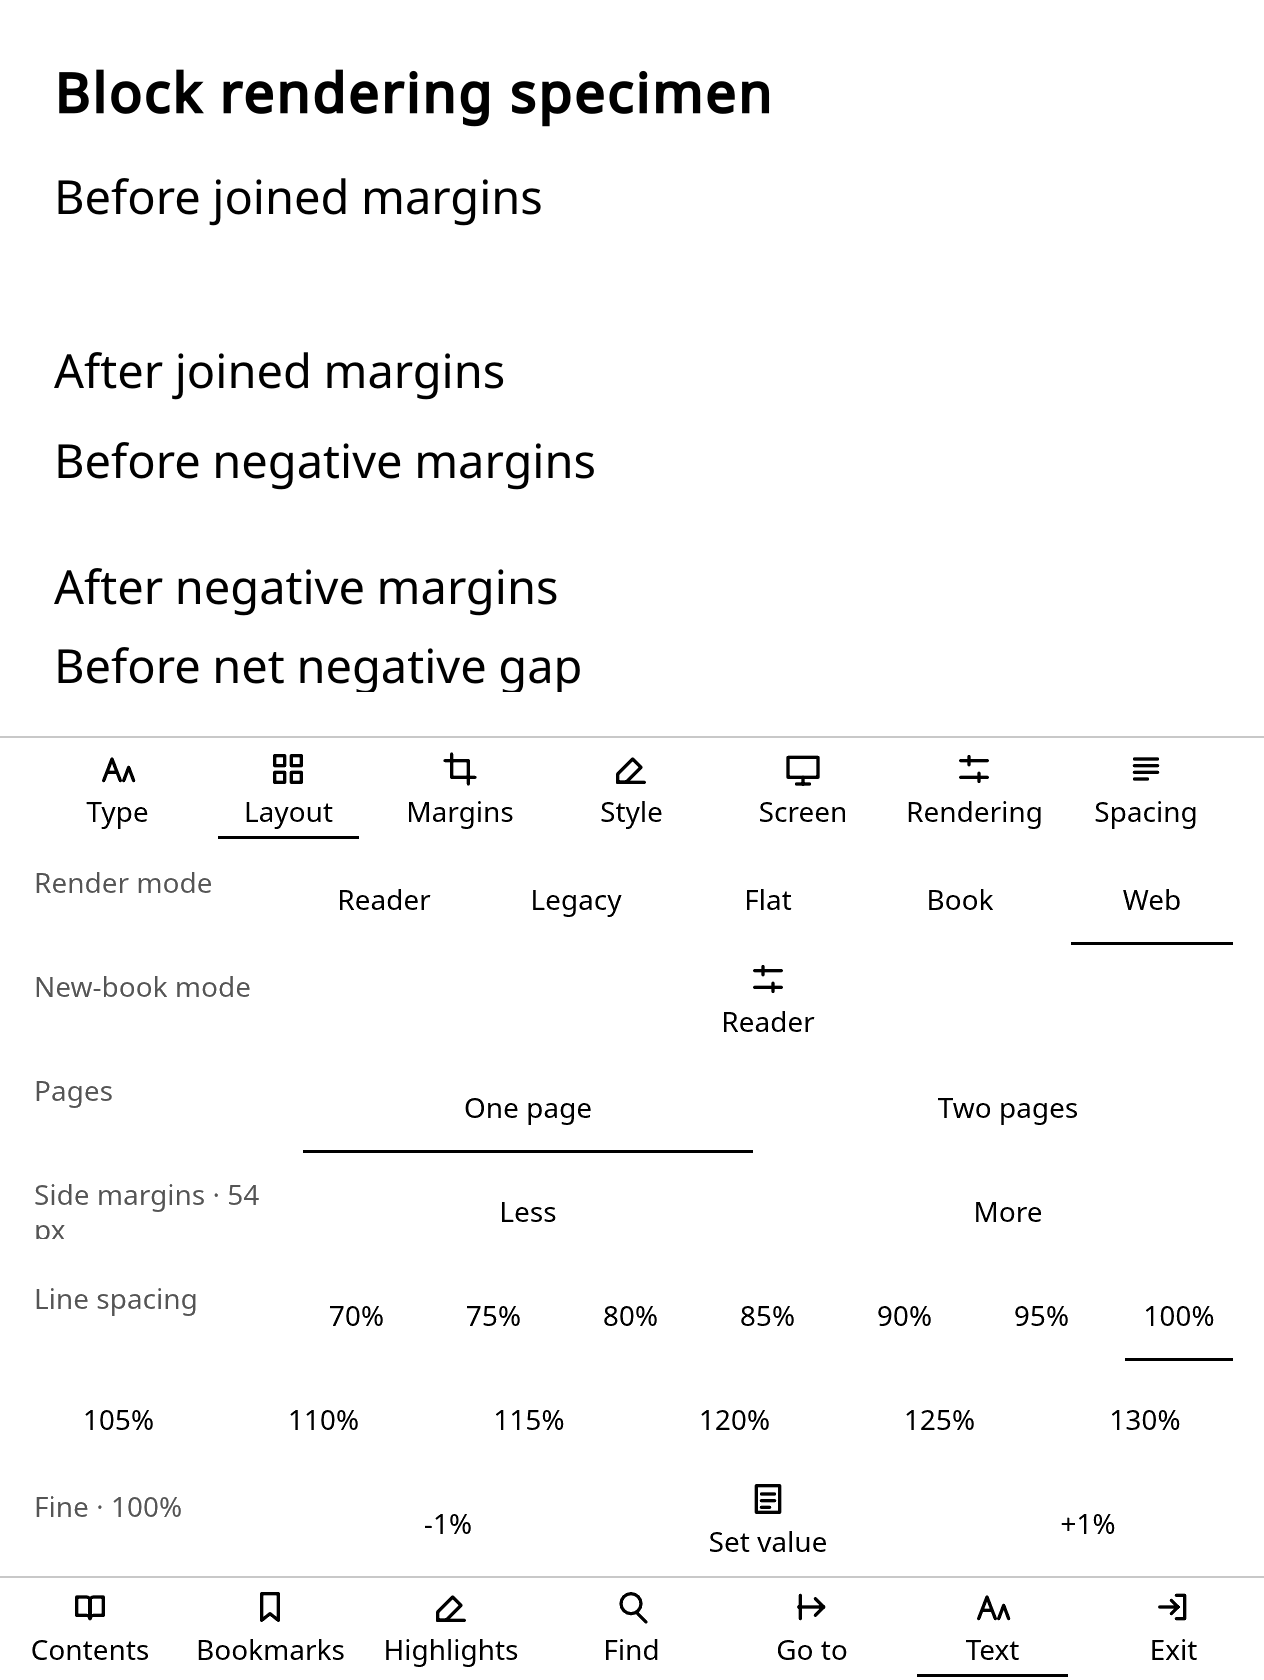 Block rendering specimen
Before joined margins
After joined margins
Before negative margins
After negative margins
Before net negative gap
Type Layout Margins Style Screen Rendering Spacing
Render mode Reader Legacy Flat Book Web
New-book mode Reader
Pages One page Two pages
Side margins · 54 Less More
px
Line spacing 70% 75% 80% 85% 90% 95% 100%
105% 110% 115% 120% 125% 130%
Fine · 100% -1% Set value +1%
Contents Bookmarks Highlights Find Go to Text Exit